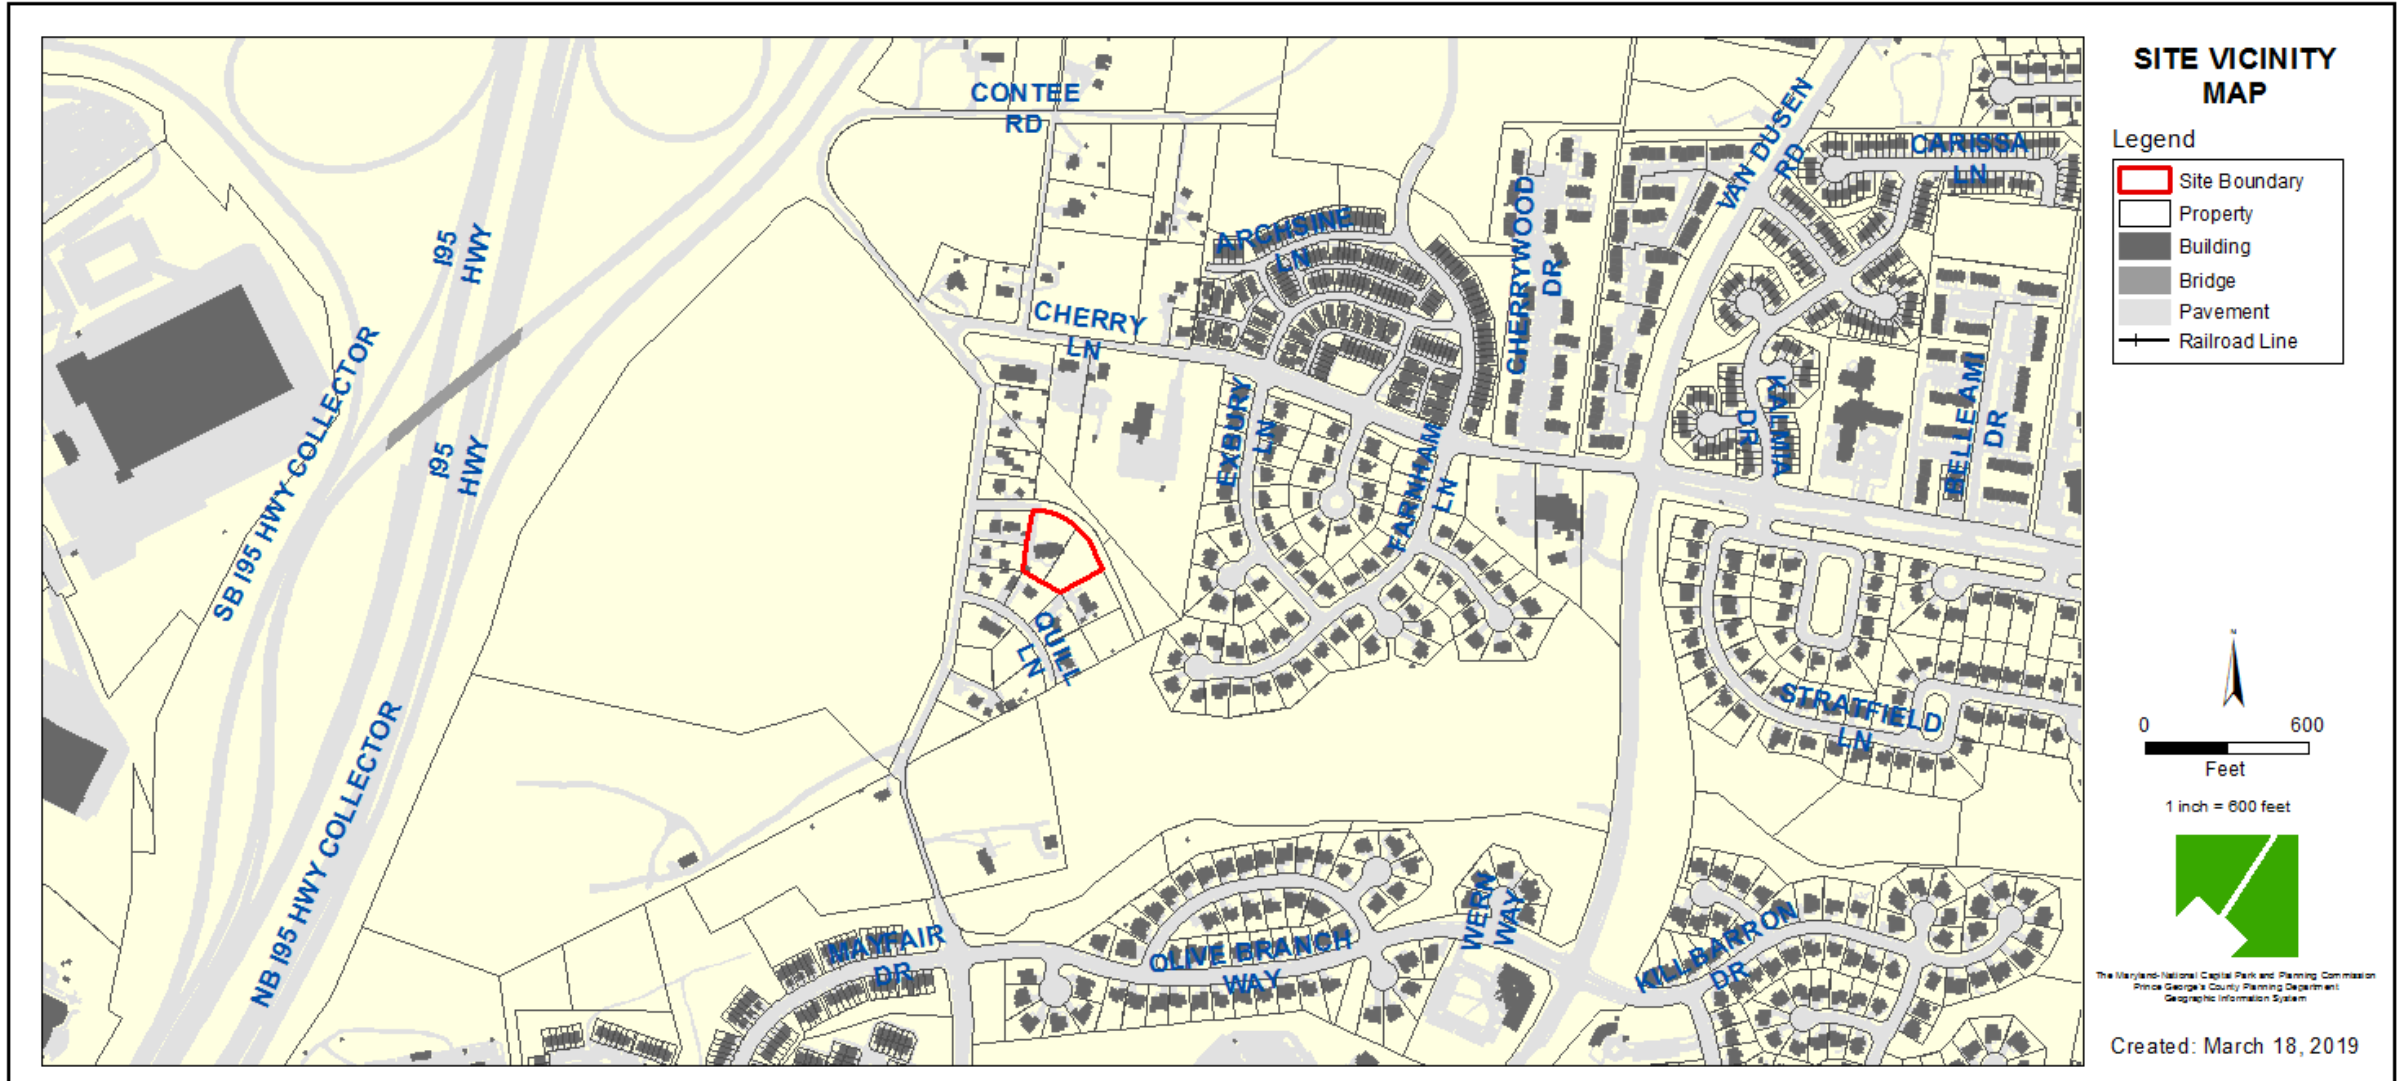 SITE VICINITY
MAP
Legend
Site Boundary
Property
Building
Bridge
Pavement
Railroad Line
CONTEE
RD
VAN DUSEN
RD
CARISSA
LN
I95
HWY
ARCHSINE
LN
CHERRYWOOD
DR
CHERRY
LN
SB I95 HWY COLLECTOR
I95
HWY
EXBURY
LN
FARNHAM
LN
KALMIA
DR
BELLEAMI
DR
QUILL
LN
STRATFIELD
LN
NB I95 HWY COLLECTOR
MAYFAIR
DR
OLIVE BRANCH
WAY
WERN
WAY
KILLBARRON
DR
N
0 600
Feet
1 inch = 600 feet
The Maryland-National Capital Park and Planning Commission
Prince George's County Planning Department
Geographic Information System
Created: March 18, 2019